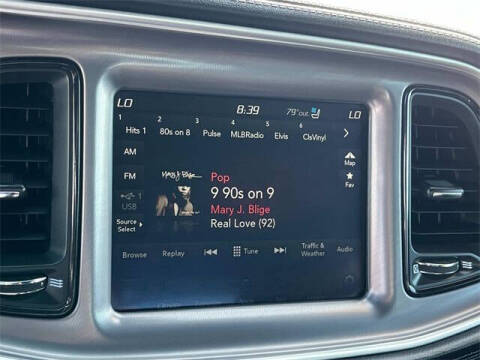 LO 8:39 79°out LO
1 2 3 4 5 6
Hits 1 80s on 8 Pulse MLBRadio Elvis ClsVinyl
AM
Map
FM
Fav
USB
Source
Select
Mary J. Blige
Pop
9 90s on 9
Mary J. Blige
Real Love (92)
Browse Replay Tune Traffic & Weather Audio